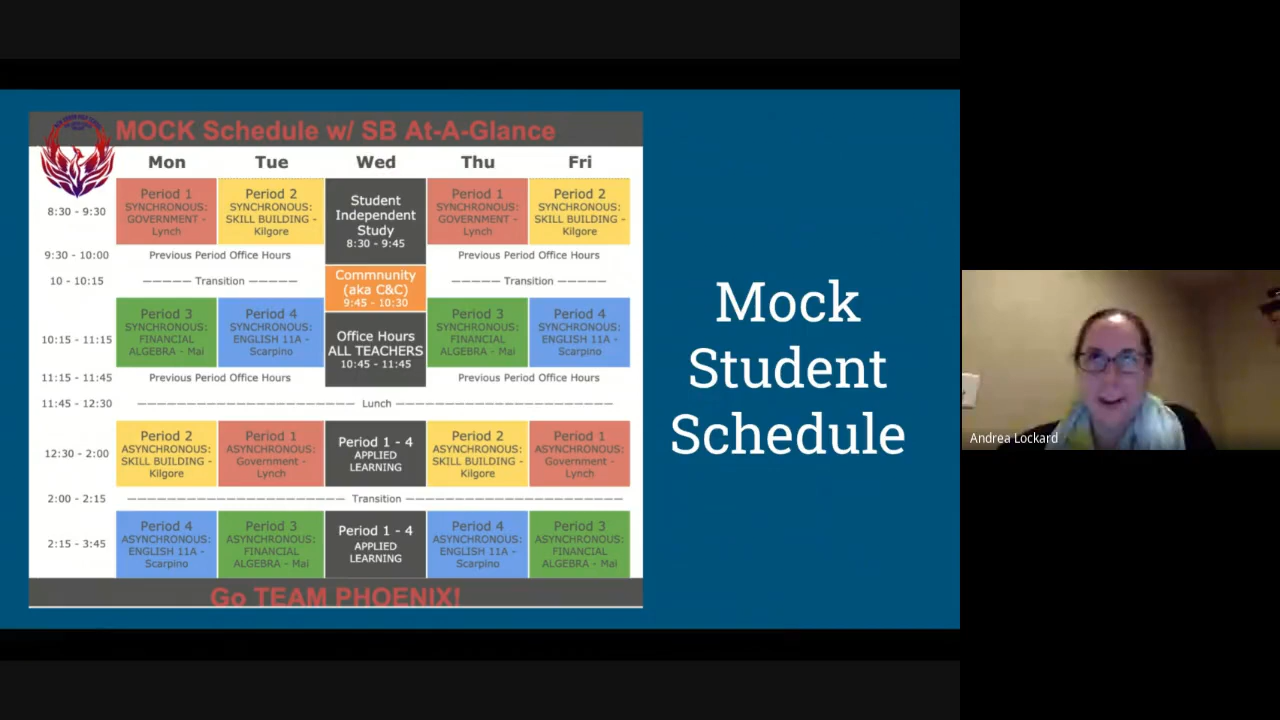 MOCK Schedule w/ SB At-A-Glance
Mon Tue Wed Thu Fri
8:30 - 9:30
Period 1
SYNCHRONOUS:
GOVERNMENT -
Lynch
Period 2
SYNCHRONOUS:
SKILL BUILDING -
Kilgore
Student
Independent
Study
8:30 - 9:45
Period 1
SYNCHRONOUS:
GOVERNMENT -
Lynch
Period 2
SYNCHRONOUS:
SKILL BUILDING -
Kilgore
9:30 - 10:00
Previous Period Office Hours
Previous Period Office Hours
10 - 10:15
Transition
Commnunity
(aka C&C)
9:45 - 10:30
Transition
10:15 - 11:15
Period 3
SYNCHRONOUS:
FINANCIAL
ALGEBRA - Mai
Period 4
SYNCHRONOUS:
ENGLISH 11A -
Scarpino
Office Hours
ALL TEACHERS
10:45 - 11:45
Period 3
SYNCHRONOUS:
FINANCIAL
ALGEBRA - Mai
Period 4
SYNCHRONOUS:
ENGLISH 11A -
Scarpino
11:15 - 11:45
Previous Period Office Hours
Previous Period Office Hours
11:45 - 12:30
Lunch
12:30 - 2:00
Period 2
ASYNCHRONOUS:
SKILL BUILDING -
Kilgore
Period 1
ASYNCHRONOUS:
Government -
Lynch
Period 1 - 4
APPLIED
LEARNING
Period 2
ASYNCHRONOUS:
SKILL BUILDING -
Kilgore
Period 1
ASYNCHRONOUS:
Government -
Lynch
2:00 - 2:15
Transition
2:15 - 3:45
Period 4
ASYNCHRONOUS:
ENGLISH 11A -
Scarpino
Period 3
ASYNCHRONOUS:
FINANCIAL
ALGEBRA - Mai
Period 1 - 4
APPLIED
LEARNING
Period 4
ASYNCHRONOUS:
ENGLISH 11A -
Scarpino
Period 3
ASYNCHRONOUS:
FINANCIAL
ALGEBRA - Mai
Go TEAM PHOENIX!
Mock
Student
Schedule
Andrea Lockard